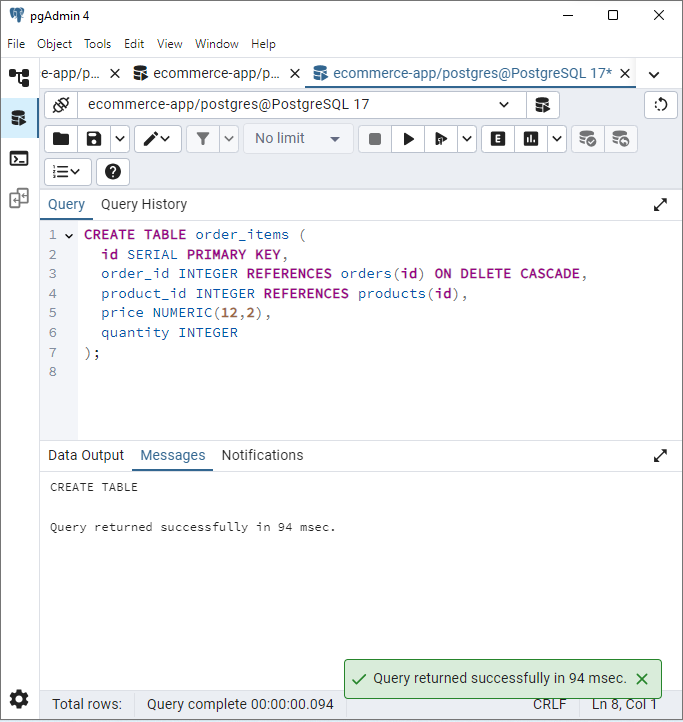 pgAdmin 4
File Object Tools Edit View Window Help
e-app/p... ecommerce-app/p... ecommerce-app/postgres@PostgreSQL 17*
ecommerce-app/postgres@PostgreSQL 17
No limit
E
Query Query History
1 CREATE TABLE order_items (
2 id SERIAL PRIMARY KEY,
3 order_id INTEGER REFERENCES orders(id) ON DELETE CASCADE,
4 product_id INTEGER REFERENCES products(id),
5 price NUMERIC(12,2),
6 quantity INTEGER
7 );
8
Data Output Messages Notifications
CREATE TABLE
Query returned successfully in 94 msec.
Query returned successfully in 94 msec.
Total rows: Query complete 00:00:00.094 CRLF Ln 8, Col 1